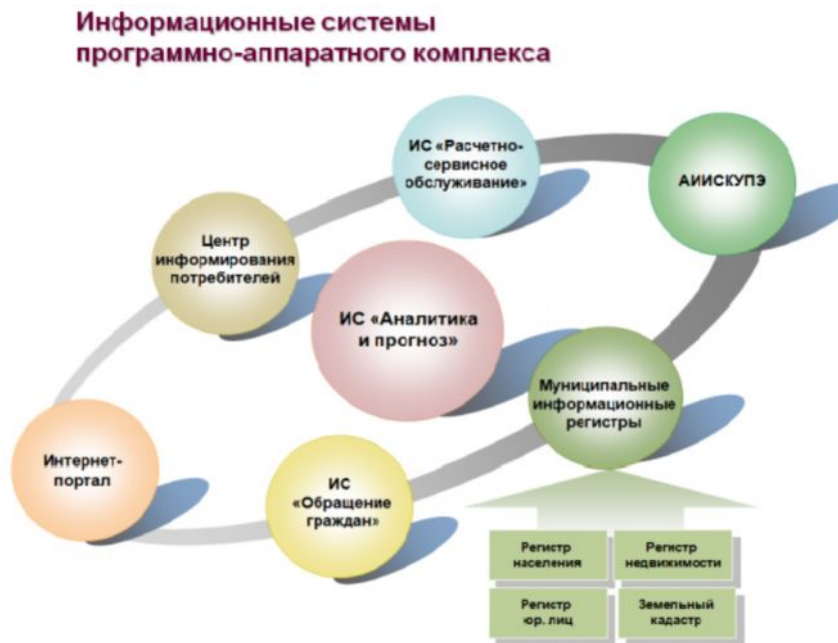 Информационные системы
программно-аппаратного комплекса
ИС «Расчетно-
сервисное
обслуживание»
АИИСКУПЭ
Центр
информирования
потребителей
ИС «Аналитика
и прогноз»
Муниципальные
информационные
регистры
Интернет-
портал
ИС
«Обращение
граждан»
Регистр
населения
Регистр
недвижимости
Регистр
юр. лиц
Земельный
кадастр